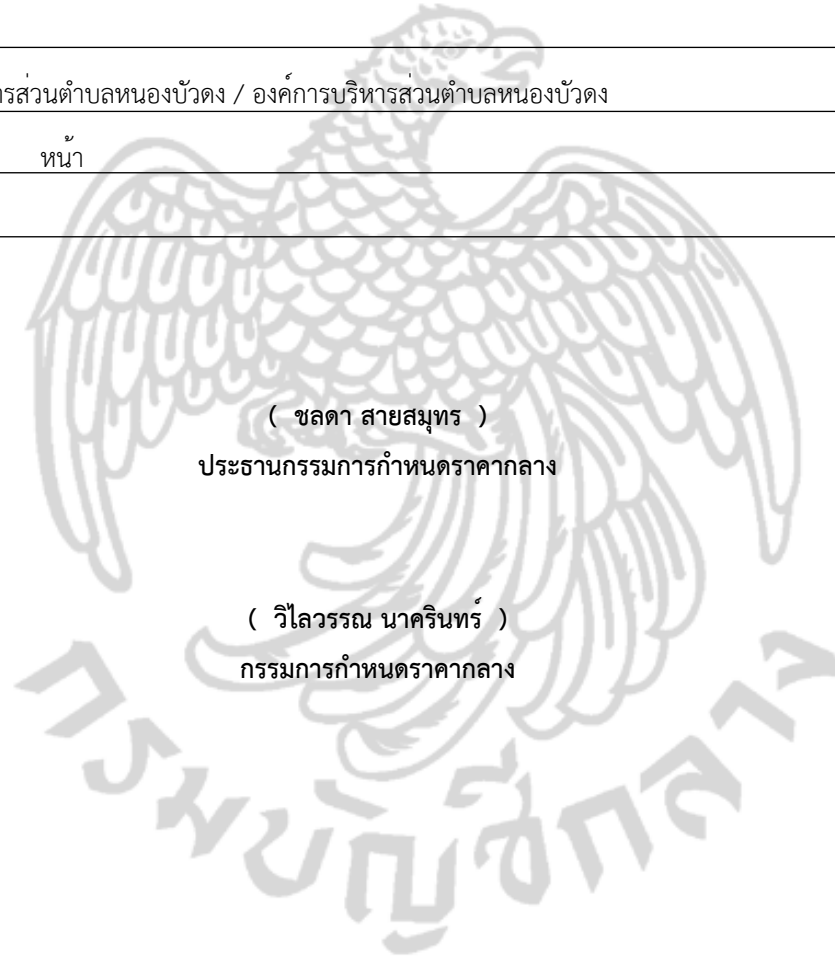 ารส่วนตำบลหนองบัวดง / องค์การบริหารส่วนตำบลหนองบัวดง
หน้า
( ชลดา สายสมุทร )
ประธานกรรมการกำหนดราคากลาง
( วิไลวรรณ นาครินทร์ )
กรรมการกำหนดราคากลาง
กรมบัญชีกลาง